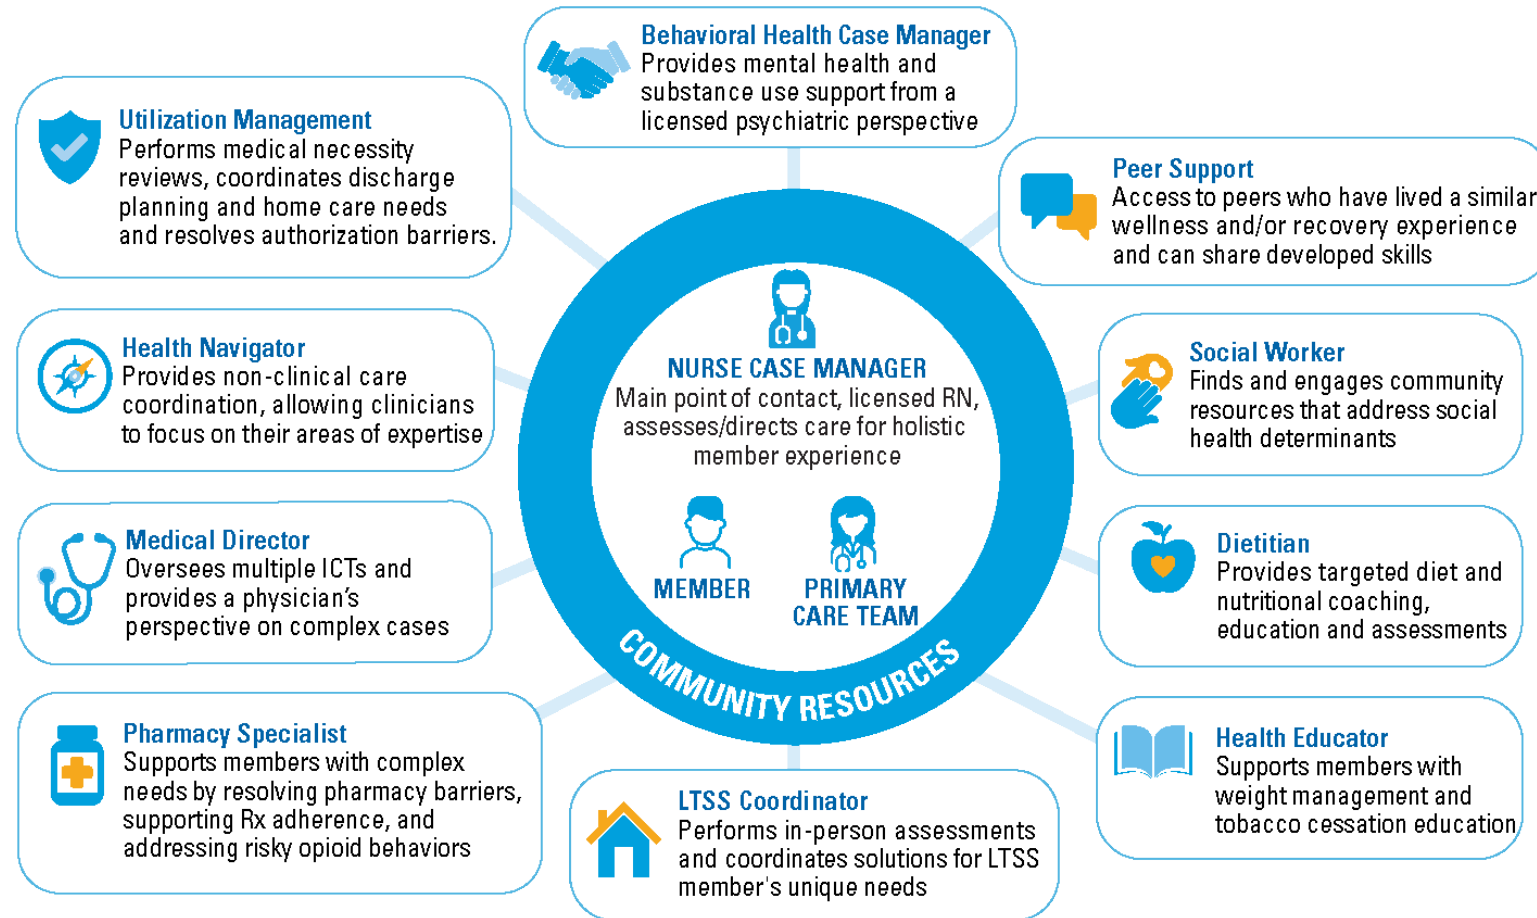 Behavioral Health Case Manager
Provides mental health and
substance use support from a
licensed psychiatric perspective
Utilization Management
Performs medical necessity
reviews, coordinates discharge
planning and home care needs
and resolves authorization barriers.
Peer Support
Access to peers who have lived a similar
wellness and/or recovery experience
and can share developed skills
Health Navigator
Provides non-clinical care
coordination, allowing clinicians
to focus on their areas of expertise
NURSE CASE MANAGER
Main point of contact, licensed RN,
assesses/directs care for holistic
member experience
MEMBER
PRIMARY
CARE TEAM
COMMUNITY RESOURCES
Social Worker
Finds and engages community
resources that address social
health determinants
Medical Director
Oversees multiple ICTs and
provides a physician’s
perspective on complex cases
Dietitian
Provides targeted diet and
nutritional coaching,
education and assessments
Pharmacy Specialist
Supports members with complex
needs by resolving pharmacy barriers,
supporting Rx adherence, and
addressing risky opioid behaviors
LTSS Coordinator
Performs in-person assessments
and coordinates solutions for LTSS
member's unique needs
Health Educator
Supports members with
weight management and
tobacco cessation education